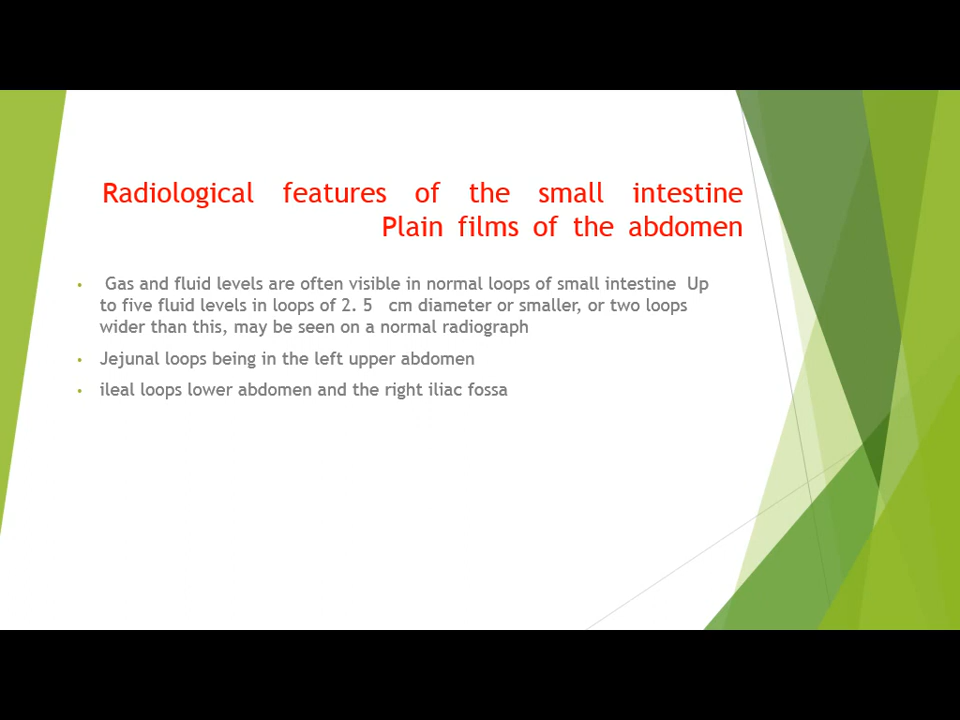 Radiological features of the small intestine
Plain films of the abdomen
• Gas and fluid levels are often visible in normal loops of small intestine Up
to five fluid levels in loops of 2. 5 cm diameter or smaller, or two loops
wider than this, may be seen on a normal radiograph
• Jejunal loops being in the left upper abdomen
• ileal loops lower abdomen and the right iliac fossa